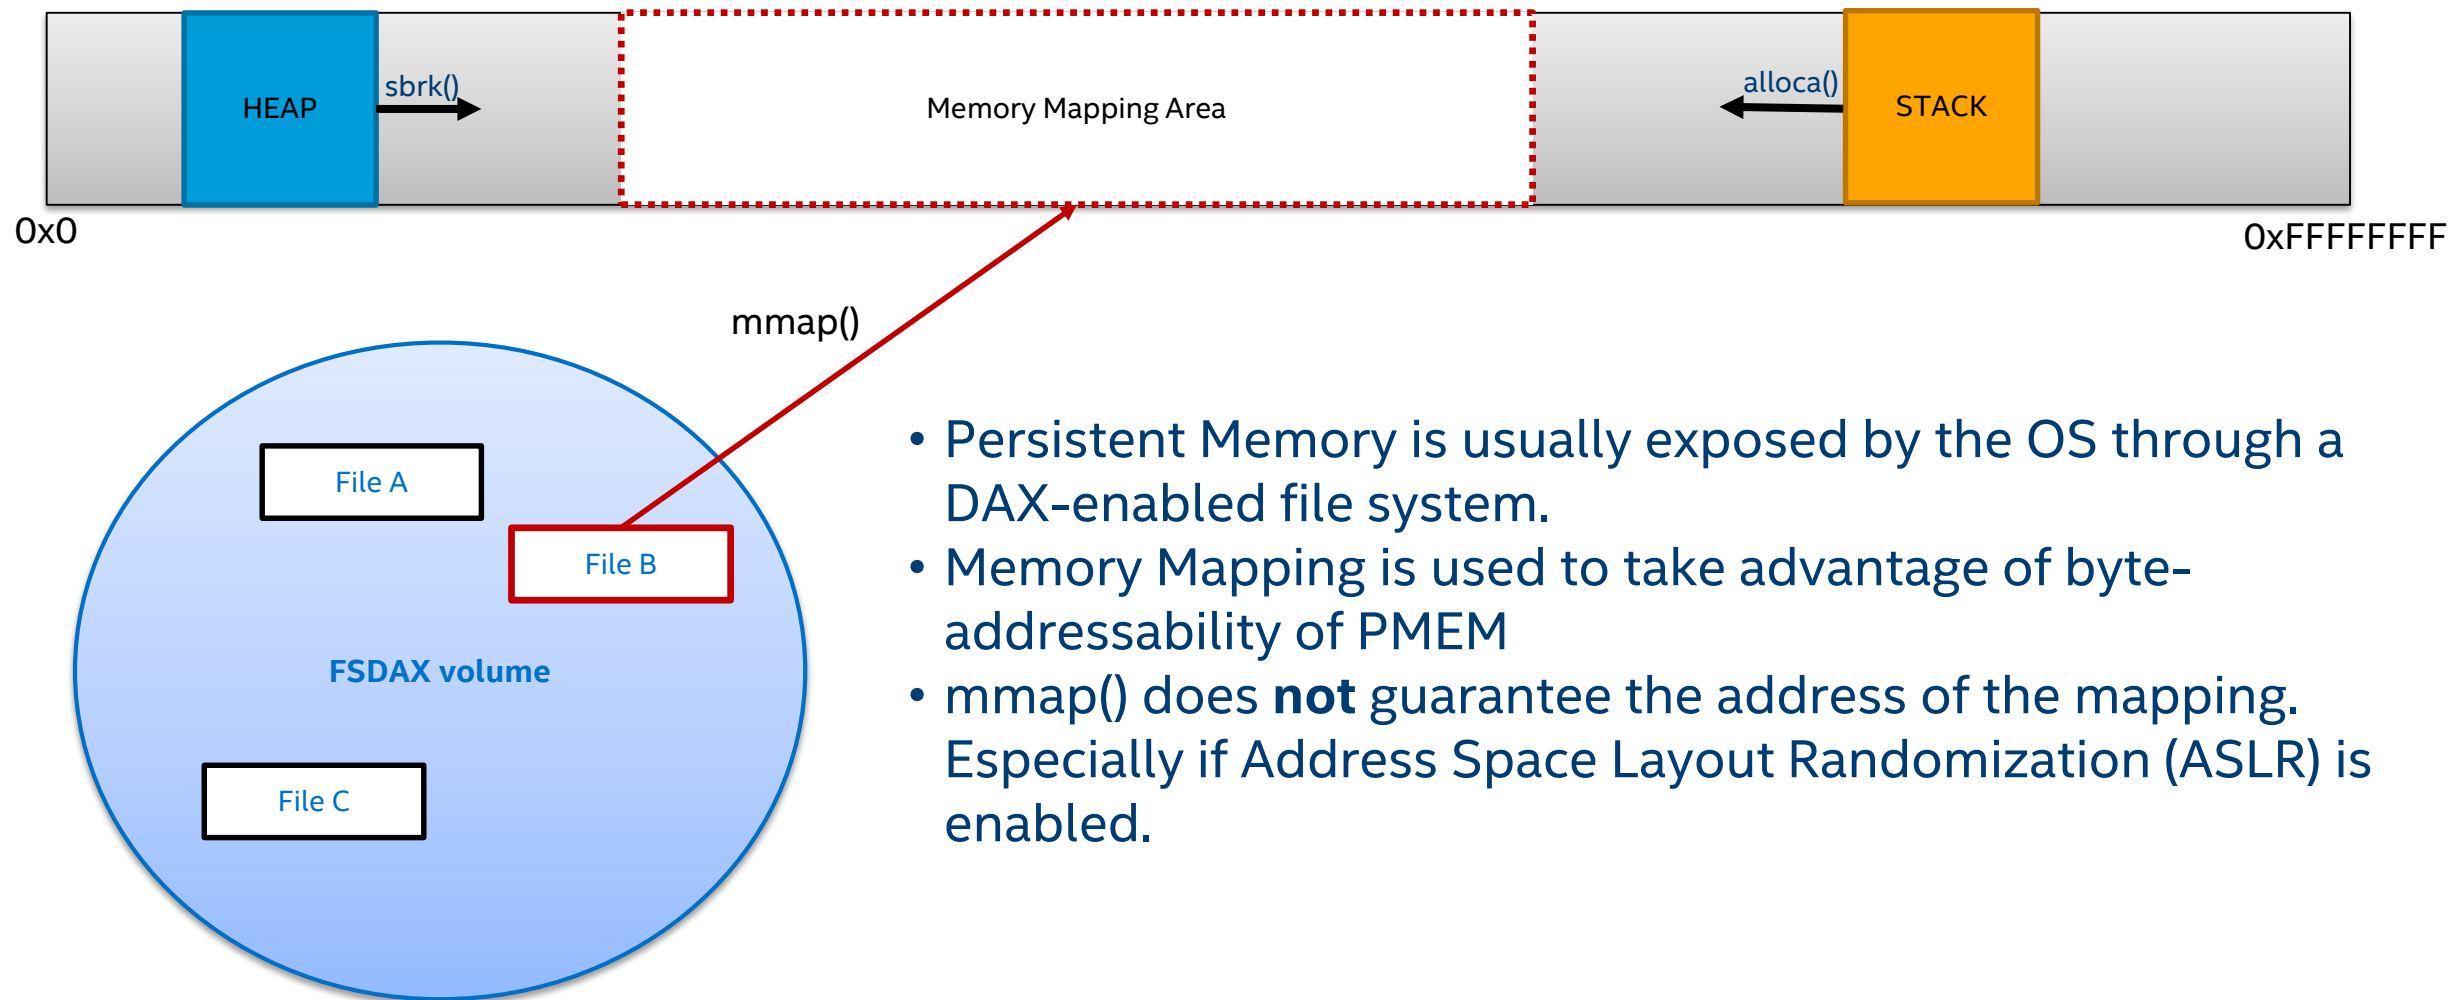 HEAP
sbrk()
Memory Mapping Area
alloca()
STACK
0x0
0xFFFFFFFF
mmap()
File A
File B
FSDAX volume
File C
• Persistent Memory is usually exposed by the OS through a
DAX-enabled file system.
• Memory Mapping is used to take advantage of byte-
addressability of PMEM
• mmap() does not guarantee the address of the mapping.
Especially if Address Space Layout Randomization (ASLR) is
enabled.